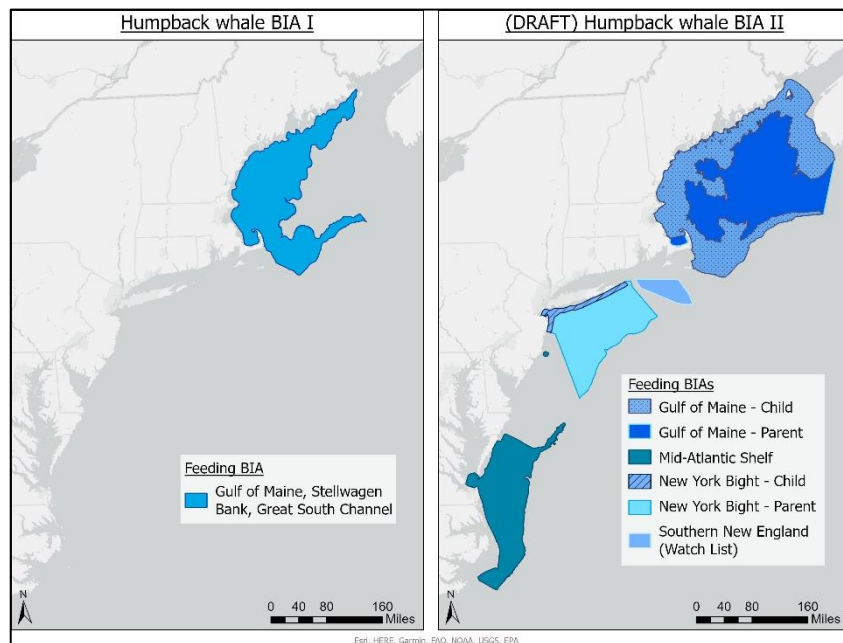 Humpback whale BIA I
Feeding BIA
Gulf of Maine, Stellwagen
Bank, Great South Channel
N
0 40 80 160
Miles
(DRAFT) Humpback whale BIA II
Feeding BIAs
Gulf of Maine - Child
Gulf of Maine - Parent
Mid-Atlantic Shelf
New York Bight - Child
New York Bight - Parent
Southern New England
(Watch List)
N
0 40 80 160
Miles
Esri, HERE, Garmin, FAO, NOAA, USGS, EPA